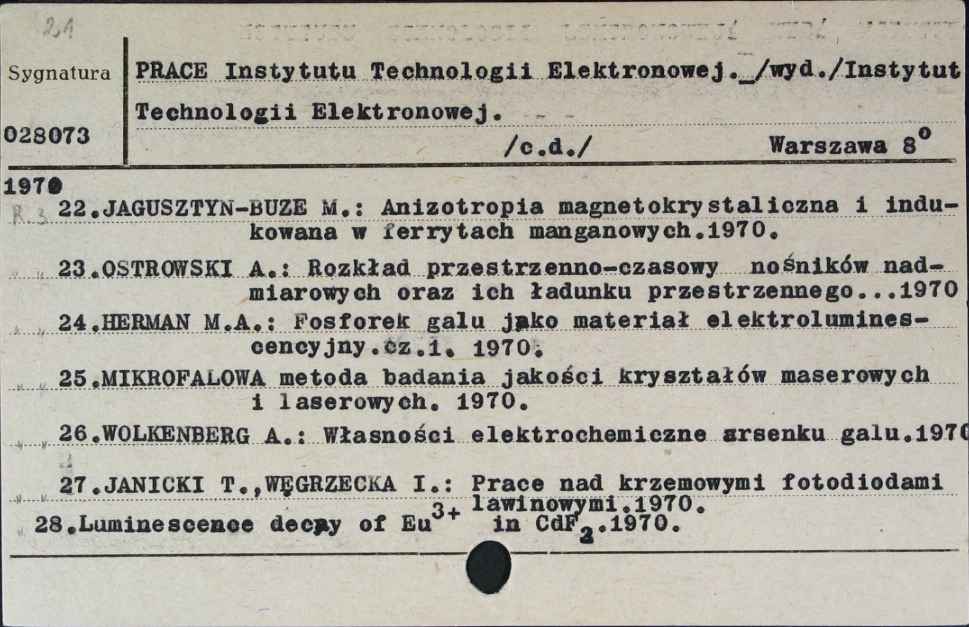 2,1
Sygnatura
028073
PRACE Instytutu Technologii Elektronowej._/wyd./Instytut
Technologii Elektronowej.
/c.d./ Warszawa 8°
1970
R. 3 22.JAGUSZTYN-BUZE M.: Anizotropia magnetokrystaliczna i indu-
kowana w ferrytach manganowych.1970.
" " 23.OSTROWSKI A.: Rozkład przestrzenno-czasowy nośników nad-
miarowych oraz ich ładunku przestrzennego...1970
" " 24.HERMAN M.A.: Fosforek galu jako materiał elektrolumines-
cencyjny.cz.1. 1970.
" " 25.MIKROFALOWA metoda badania jakości kryształów maserowych
i laserowych. 1970.
" " 26.WOLKENBERG A.: Własności elektrochemiczne arsenku galu.1970
" " 27.JANICKI T.,WĘGRZECKA I.: Prace nad krzemowymi fotodiodami
lawinowymi.1970.
28.Luminescence decay of Eu³⁺ in CdF₂.1970.